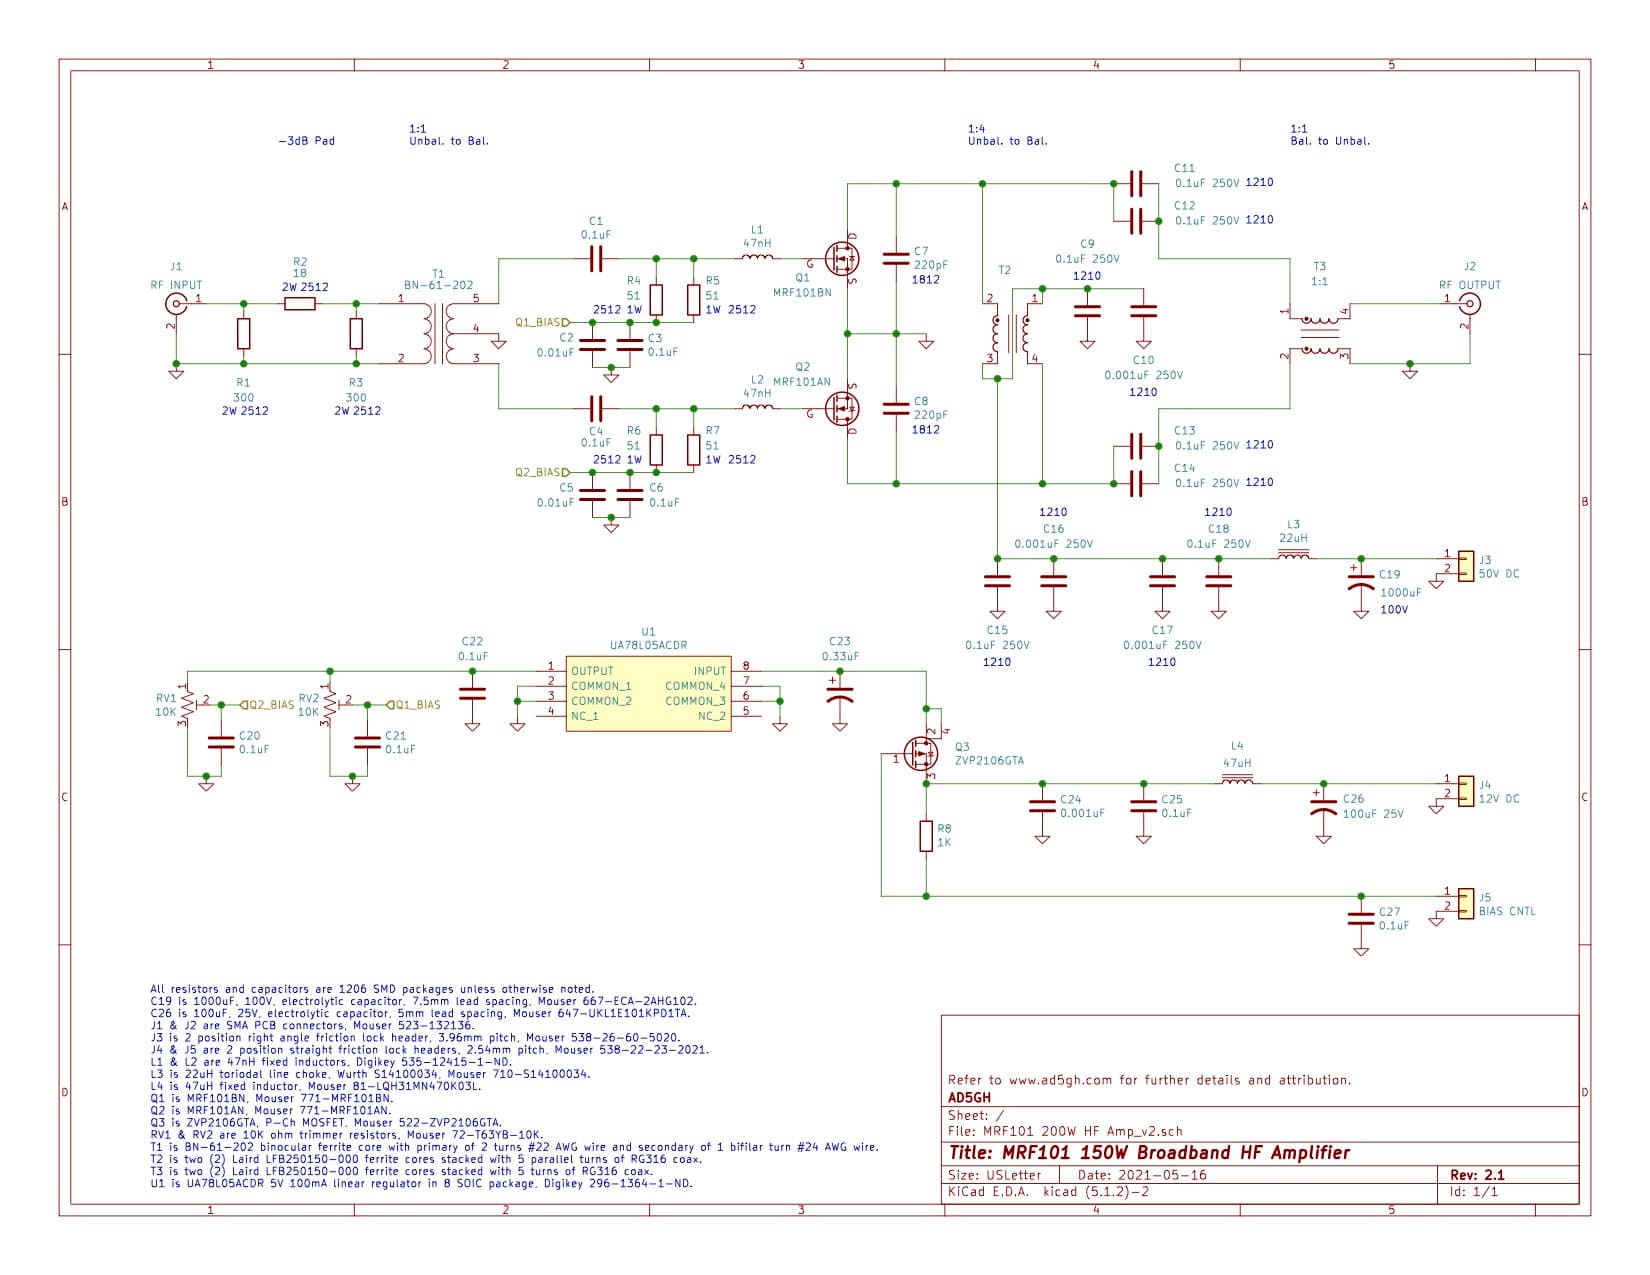 1 2 3 4 5
-3dB Pad
1:1
Unbal. to Bal.
1:4
Unbal. to Bal.
1:1
Bal. to Unbal.
A
A
J1
RF INPUT
1
2
R1
300
2W 2512
R2
18
2W 2512
R3
300
2W 2512
T1
BN-61-202
1
2
5
4
3
C1
0.1uF
R4
51
2512 1W
R5
51
1W 2512
Q1_BIAS
C2
0.01uF
C3
0.1uF
L1
47nH
G
D
S
Q1
MRF101BN
C4
0.1uF
R6
51
2512 1W
R7
51
1W 2512
Q2_BIAS
C5
0.01uF
C6
0.1uF
L2
47nH
Q2
MRF101AN
G
S
D
C7
220pF
1812
C8
220pF
1812
T2
2
3
1
4
C9
0.1uF 250V
1210
C10
0.001uF 250V
1210
C11
0.1uF 250V 1210
C12
0.1uF 250V 1210
C13
0.1uF 250V 1210
C14
0.1uF 250V 1210
T3
1:1
1
2
4
3
J2
RF OUTPUT
1
2
B
B
1210
C16
0.001uF 250V
1210
C18
0.1uF 250V
L3
22uH
C15
0.1uF 250V
1210
C17
0.001uF 250V
1210
+
C19
1000uF
100V
1
2
J3
50V DC
RV1
10K
1
2
3
Q2_BIAS
C20
0.1uF
RV2
10K
1
2
3
Q1_BIAS
C21
0.1uF
C22
0.1uF
U1
UA78L05ACDR
1 OUTPUT
2 COMMON_1
3 COMMON_2
4 NC_1
INPUT 8
COMMON_4 7
COMMON_3 6
NC_2 5
C23
0.33uF
+
Q3
ZVP2106GTA
1
2
4
3
R8
1K
C24
0.001uF
C25
0.1uF
L4
47uH
+
C26
100uF 25V
1
2
J4
12V DC
C27
0.1uF
1
2
J5
BIAS CNTL
C
C
All resistors and capacitors are 1206 SMD packages unless otherwise noted.
C19 is 1000uF, 100V, electrolytic capacitor, 7.5mm lead spacing, Mouser 667-ECA-2AHG102.
C26 is 100uF, 25V, electrolytic capacitor, 5mm lead spacing, Mouser 647-UKL1E101KPD1TA.
J1 & J2 are SMA PCB connectors, Mouser 523-132136.
J3 is 2 position right angle friction lock header, 3.96mm pitch, Mouser 538-26-60-5020.
J4 & J5 are 2 position straight friction lock headers, 2.54mm pitch, Mouser 538-22-23-2021.
L1 & L2 are 47nH fixed inductors, Digikey 535-12415-1-ND.
L3 is 22uH toriodal line choke, Wurth S14100034, Mouser 710-S14100034.
L4 is 47uH fixed inductor, Mouser 81-LQH31MN470K03L.
Q1 is MRF101BN, Mouser 771-MRF101BN.
Q2 is MRF101AN, Mouser 771-MRF101AN.
Q3 is ZVP2106GTA, P-Ch MOSFET, Mouser 522-ZVP2106GTA.
RV1 & RV2 are 10K ohm trimmer resistors, Mouser 72-T63YB-10K.
T1 is BN-61-202 binocular ferrite core with primary of 2 turns #22 AWG wire and secondary of 1 bifilar turn #24 AWG wire.
T2 is two (2) Laird LFB250150-000 ferrite cores stacked with 5 parallel turns of RG316 coax.
T3 is two (2) Laird LFB250150-000 ferrite cores stacked with 5 turns of RG316 coax.
U1 is UA78L05ACDR 5V 100mA linear regulator in 8 SOIC package, Digikey 296-1364-1-ND.
D
D
Refer to www.ad5gh.com for further details and attribution.
AD5GH
Sheet: /
File: MRF101 200W HF Amp_v2.sch
Title: MRF101 150W Broadband HF Amplifier
Size: USLetter Date: 2021-05-16 Rev: 2.1
KiCad E.D.A. kicad (5.1.2)-2 Id: 1/1
1 2 3 4 5